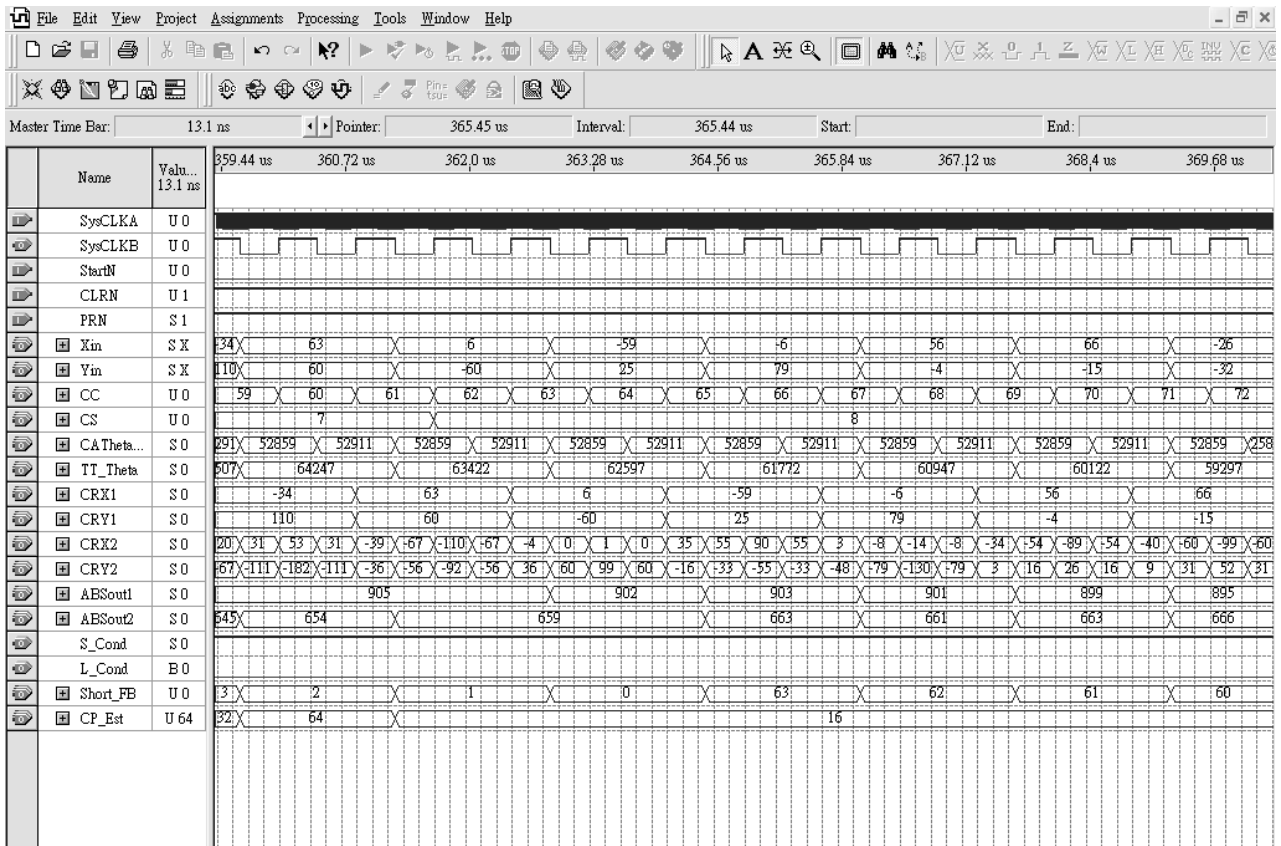 File Edit View Project Assignments Processing Tools Window Help
Master Time Bar: 13.1 ns Pointer: 365.45 us Interval: 365.44 us Start: End:
Name Valu... 13.1 ns 359.44 us 360.72 us 362.0 us 363.28 us 364.56 us 365.84 us 367.12 us 368.4 us 369.68 us
SysCLKA U 0
SysCLKB U 0
StartN U 0
CLRN U 1
PRN S 1
Xin S X -34 63 6 -59 -6 56 66 -26
Yin S X 110 60 -60 25 79 -4 -15 -32
CC U 0 59 60 61 62 63 64 65 66 67 68 69 70 71 72
CS U 0 7 8
CATheta... S 0 291 52859 52911 52859 52911 52859 52911 52859 52911 52859 52911 52859 52911 52859 258
TT_Theta S 0 507 64247 63422 62597 61772 60947 60122 59297
CRX1 S 0 -34 63 6 -59 -6 56 66
CRY1 S 0 110 60 -60 25 79 -4 -15
CRX2 S 0 20 31 53 31 -39 -67 -110 -67 -4 0 1 0 35 55 90 55 3 -8 -14 -8 -34 -54 -89 -54 -40 -60 -99 -60
CRY2 S 0 -67 -111 -182 -111 -36 -56 -92 -56 36 60 99 60 -16 -33 -55 -33 -48 -79 -130 -79 3 16 26 16 9 31 52 31
ABSout1 S 0 905 902 903 901 899 895
ABSout2 S 0 645 654 659 663 661 663 666
S_Cond S 0
L_Cond B 0
Short_FB U 0 3 2 1 0 63 62 61 60
CP_Est U 64 32 64 16